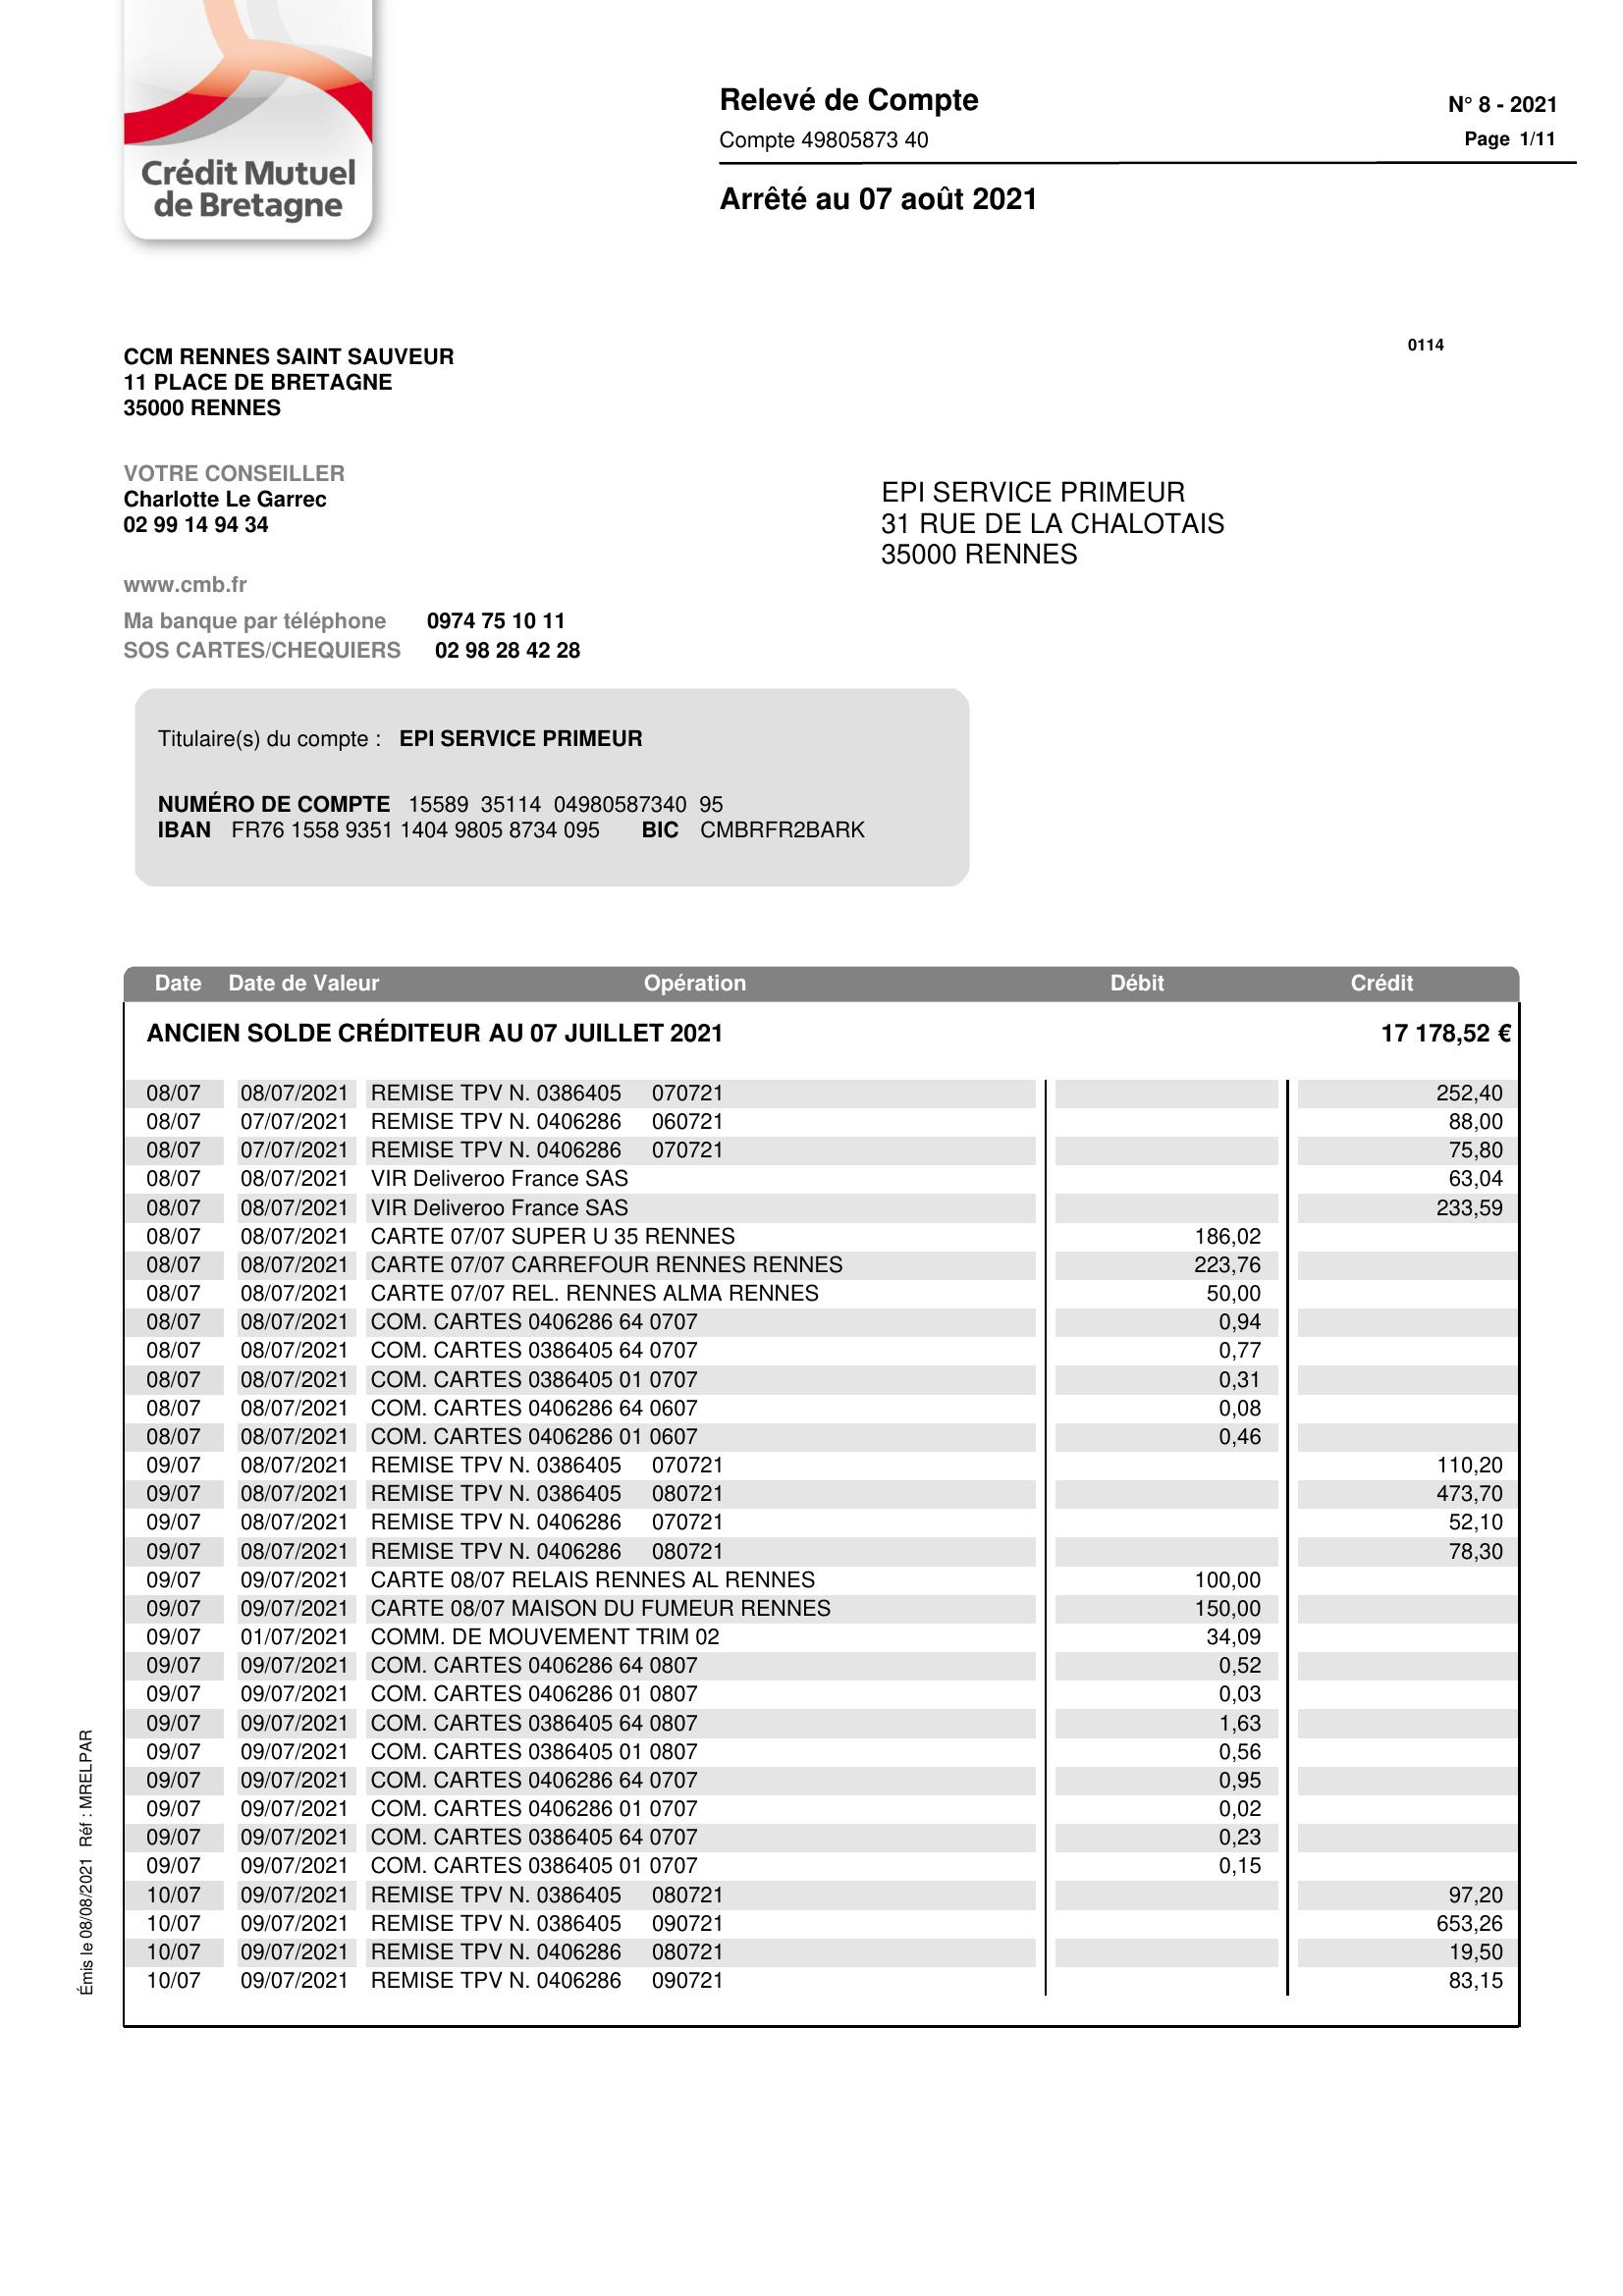 Crédit Mutuel
de Bretagne
Relevé de Compte
N° 8 - 2021
Compte 49805873 40
Page 1/11
Arrêté au 07 août 2021
0114
CCM RENNES SAINT SAUVEUR
11 PLACE DE BRETAGNE
35000 RENNES
VOTRE CONSEILLER
Charlotte Le Garrec
02 99 14 94 34
EPI SERVICE PRIMEUR
31 RUE DE LA CHALOTAIS
35000 RENNES
www.cmb.fr
Ma banque par téléphone 0974 75 10 11
SOS CARTES/CHEQUIERS 02 98 28 42 28
Titulaire(s) du compte : EPI SERVICE PRIMEUR
NUMÉRO DE COMPTE 15589 35114 04980587340 95
IBAN FR76 1558 9351 1404 9805 8734 095 BIC CMBRFR2BARK
Date Date de Valeur Opération Débit Crédit
ANCIEN SOLDE CRÉDITEUR AU 07 JUILLET 2021 17 178,52 €
08/07 08/07/2021 REMISE TPV N. 0386405 070721 252,40
08/07 07/07/2021 REMISE TPV N. 0406286 060721 88,00
08/07 07/07/2021 REMISE TPV N. 0406286 070721 75,80
08/07 08/07/2021 VIR Deliveroo France SAS 63,04
08/07 08/07/2021 VIR Deliveroo France SAS 233,59
08/07 08/07/2021 CARTE 07/07 SUPER U 35 RENNES 186,02
08/07 08/07/2021 CARTE 07/07 CARREFOUR RENNES RENNES 223,76
08/07 08/07/2021 CARTE 07/07 REL. RENNES ALMA RENNES 50,00
08/07 08/07/2021 COM. CARTES 0406286 64 0707 0,94
08/07 08/07/2021 COM. CARTES 0386405 64 0707 0,77
08/07 08/07/2021 COM. CARTES 0386405 01 0707 0,31
08/07 08/07/2021 COM. CARTES 0406286 64 0607 0,08
08/07 08/07/2021 COM. CARTES 0406286 01 0607 0,46
09/07 08/07/2021 REMISE TPV N. 0386405 070721 110,20
09/07 08/07/2021 REMISE TPV N. 0386405 080721 473,70
09/07 08/07/2021 REMISE TPV N. 0406286 070721 52,10
09/07 08/07/2021 REMISE TPV N. 0406286 080721 78,30
09/07 09/07/2021 CARTE 08/07 RELAIS RENNES AL RENNES 100,00
09/07 09/07/2021 CARTE 08/07 MAISON DU FUMEUR RENNES 150,00
09/07 01/07/2021 COMM. DE MOUVEMENT TRIM 02 34,09
09/07 09/07/2021 COM. CARTES 0406286 64 0807 0,52
09/07 09/07/2021 COM. CARTES 0406286 01 0807 0,03
09/07 09/07/2021 COM. CARTES 0386405 64 0807 1,63
09/07 09/07/2021 COM. CARTES 0386405 01 0807 0,56
09/07 09/07/2021 COM. CARTES 0406286 64 0707 0,95
09/07 09/07/2021 COM. CARTES 0406286 01 0707 0,02
09/07 09/07/2021 COM. CARTES 0386405 64 0707 0,23
09/07 09/07/2021 COM. CARTES 0386405 01 0707 0,15
10/07 09/07/2021 REMISE TPV N. 0386405 080721 97,20
10/07 09/07/2021 REMISE TPV N. 0386405 090721 653,26
10/07 09/07/2021 REMISE TPV N. 0406286 080721 19,50
10/07 09/07/2021 REMISE TPV N. 0406286 090721 83,15
Émis le 08/08/2021 Réf : MRELPAR